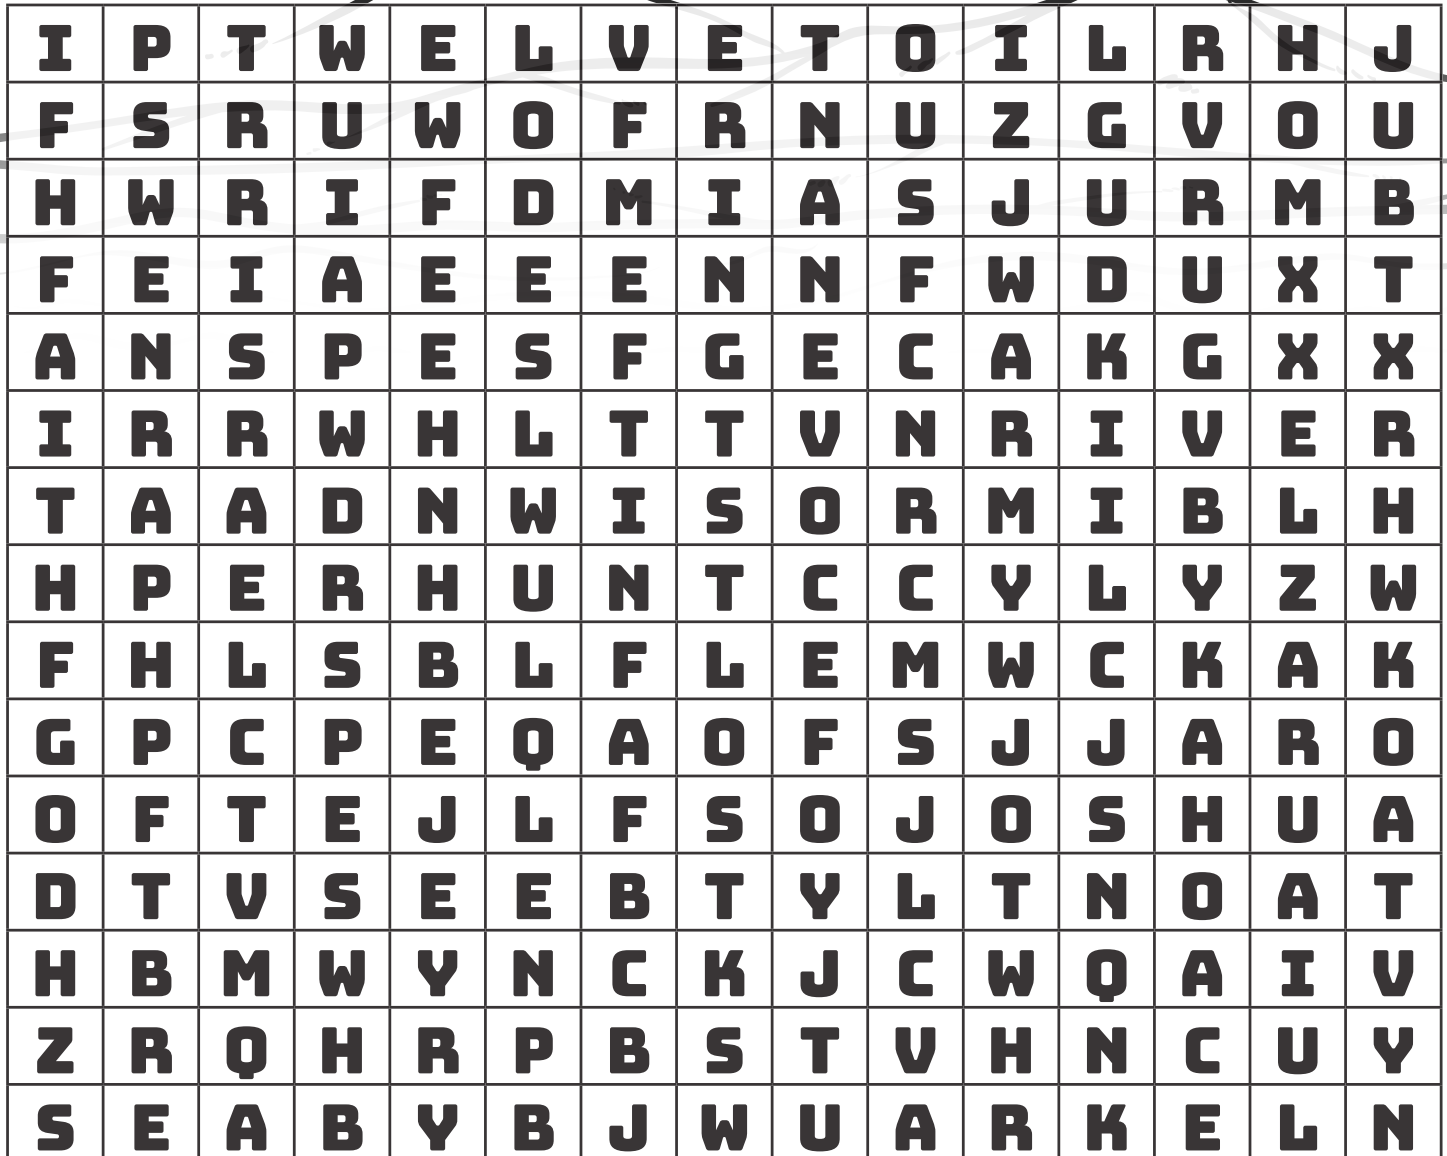 I P T W E L V E T O I L R H J
F S R U W O F R N U Z G V O U
H W R I F D M I A S J U R M B
F E I A E E E N N F W D U X T
A N S P E S F G E C A K G X X
I R R W H L T T V N R I V E R
T A A D N W I S O R M I B L H
H P E R H U N T C C Y L Y Z W
F H L S B L F L E M W C K A K
G P C P E Q A O F S J J A R O
O F T E J L F S O J O S H U A
D T V S E E B T Y L T N O A T
H B M W Y N C K J C W Q A I V
Z R Q H R P B S T V H N C U Y
S E A B Y B J W U A R K E L N